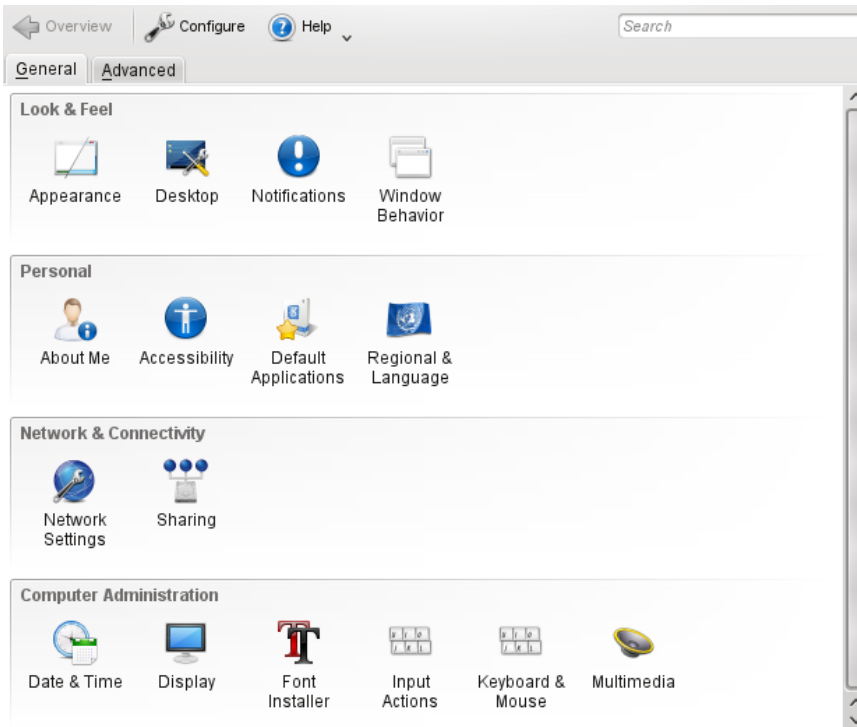 Overview Configure Help Search
General Advanced
Look & Feel
Appearance Desktop Notifications Window
Behavior
Personal
About Me Accessibility Default Regional &
Applications Language
Network & Connectivity
Network Sharing
Settings
Computer Administration
Date & Time Display Font Input Keyboard & Multimedia
Installer Actions Mouse